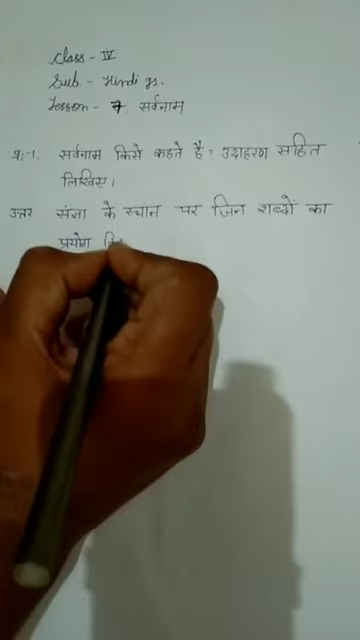 Class - IV
Sub. - Hindi gr.
Lesson - 7. सर्वनाम
प्र:-1. सर्वनाम किसे कहते है? उदाहरण सहित
लिखिए।
उत्तर संज्ञा के स्थान पर जिन शब्दों का
प्रयोग